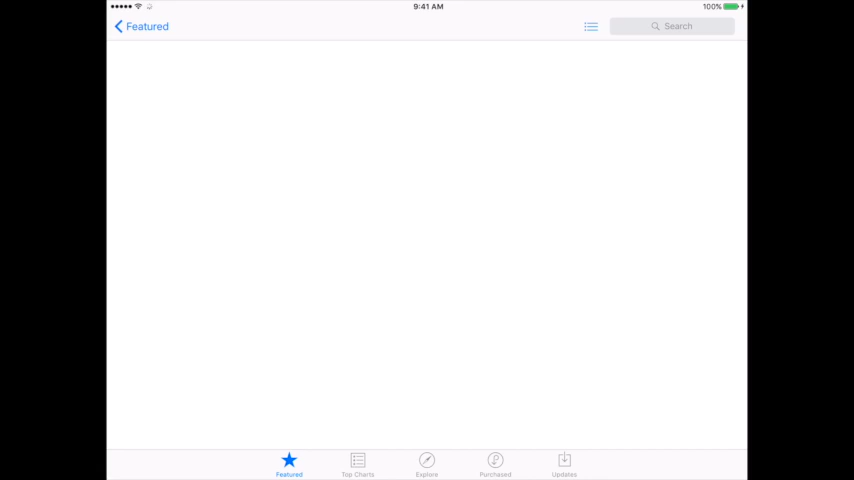 9:41 AM
100%
Featured
Search
Featured
Top Charts
Explore
Purchased
Updates